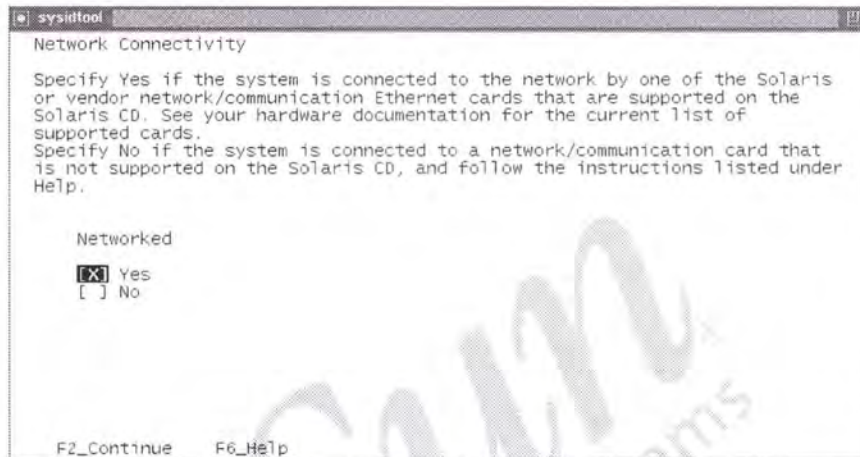 sysidtool
Network Connectivity
Specify Yes if the system is connected to the network by one of the Solaris
or vendor network/communication Ethernet cards that are supported on the
Solaris CD. See your hardware documentation for the current list of
supported cards.
Specify No if the system is connected to a network/communication card that
is not supported on the Solaris CD, and follow the instructions listed under
Help.
Networked
[X] Yes
[ ] No
Sun
ems
F2_Continue F6_Help